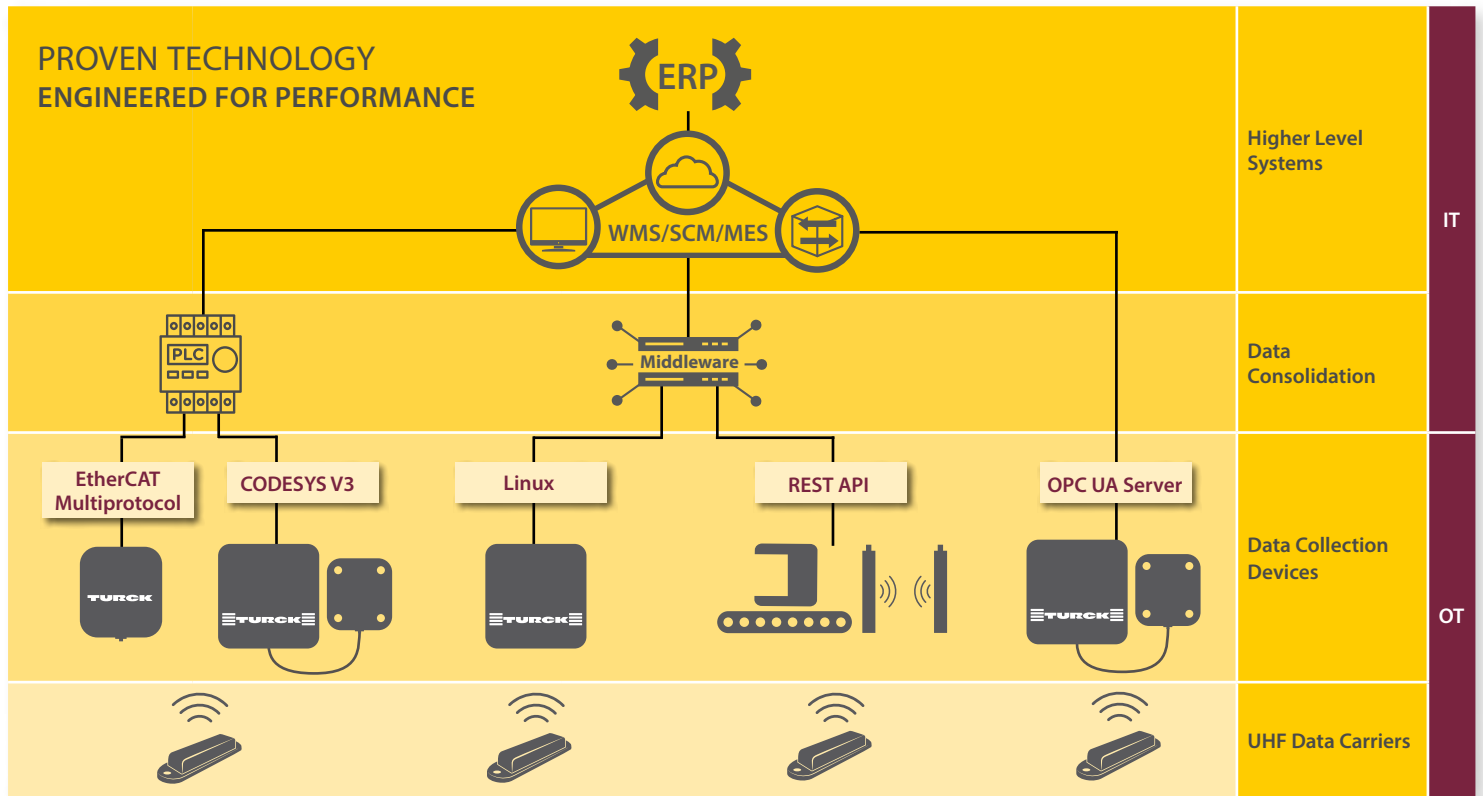 PROVEN TECHNOLOGY
ENGINEERED FOR PERFORMANCE
ERP
WMS/SCM/MES
Higher Level
Systems
IT
PLC
Middleware
Data
Consolidation
EtherCAT
Multiprotocol
CODESYS V3
Linux
REST API
OPC UA Server
TURCK
TURCK
TURCK
TURCK
Data Collection
Devices
OT
UHF Data Carriers